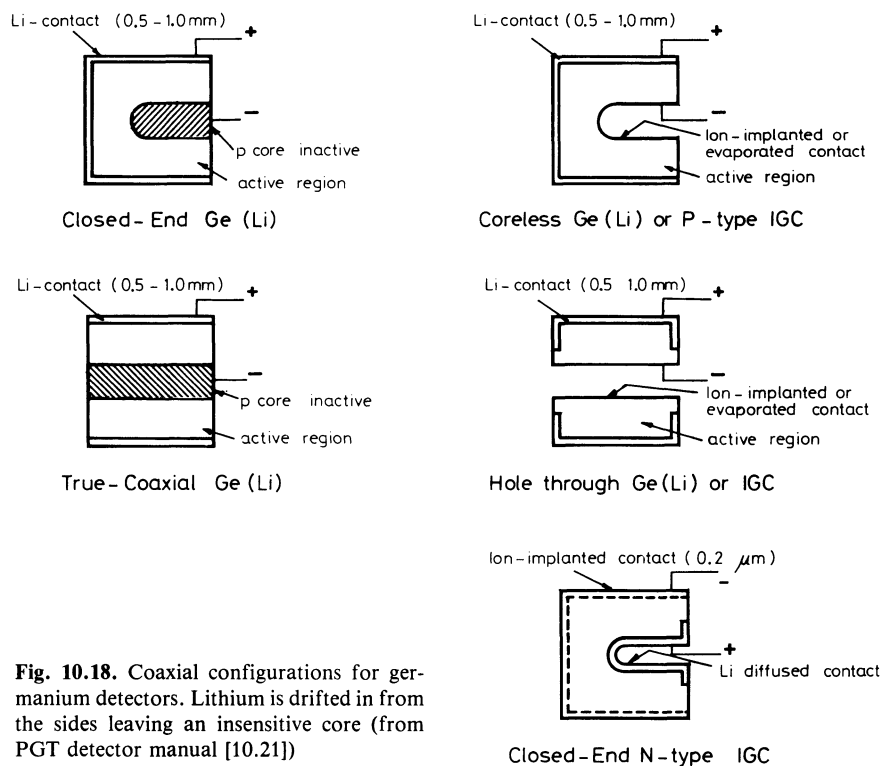 Li-contact (0.5 - 1.0 mm)
+
−
p core inactive
active region
Closed-End Ge (Li)
Li-contact (0.5 - 1.0 mm)
+
−
Ion-implanted or
evaporated contact
active region
Coreless Ge (Li) or P-type IGC
Li-contact (0.5 - 1.0 mm)
+
−
p core inactive
active region
True-Coaxial Ge (Li)
Li-contact (0.5 1.0 mm)
+
−
Ion-implanted or
evaporated contact
active region
Hole through Ge (Li) or IGC
Ion-implanted contact (0.2 μm)
−
+
Li diffused contact
Closed-End N-type IGC
Fig. 10.18. Coaxial configurations for ger-
manium detectors. Lithium is drifted in from
the sides leaving an insensitive core (from
PGT detector manual [10.21])